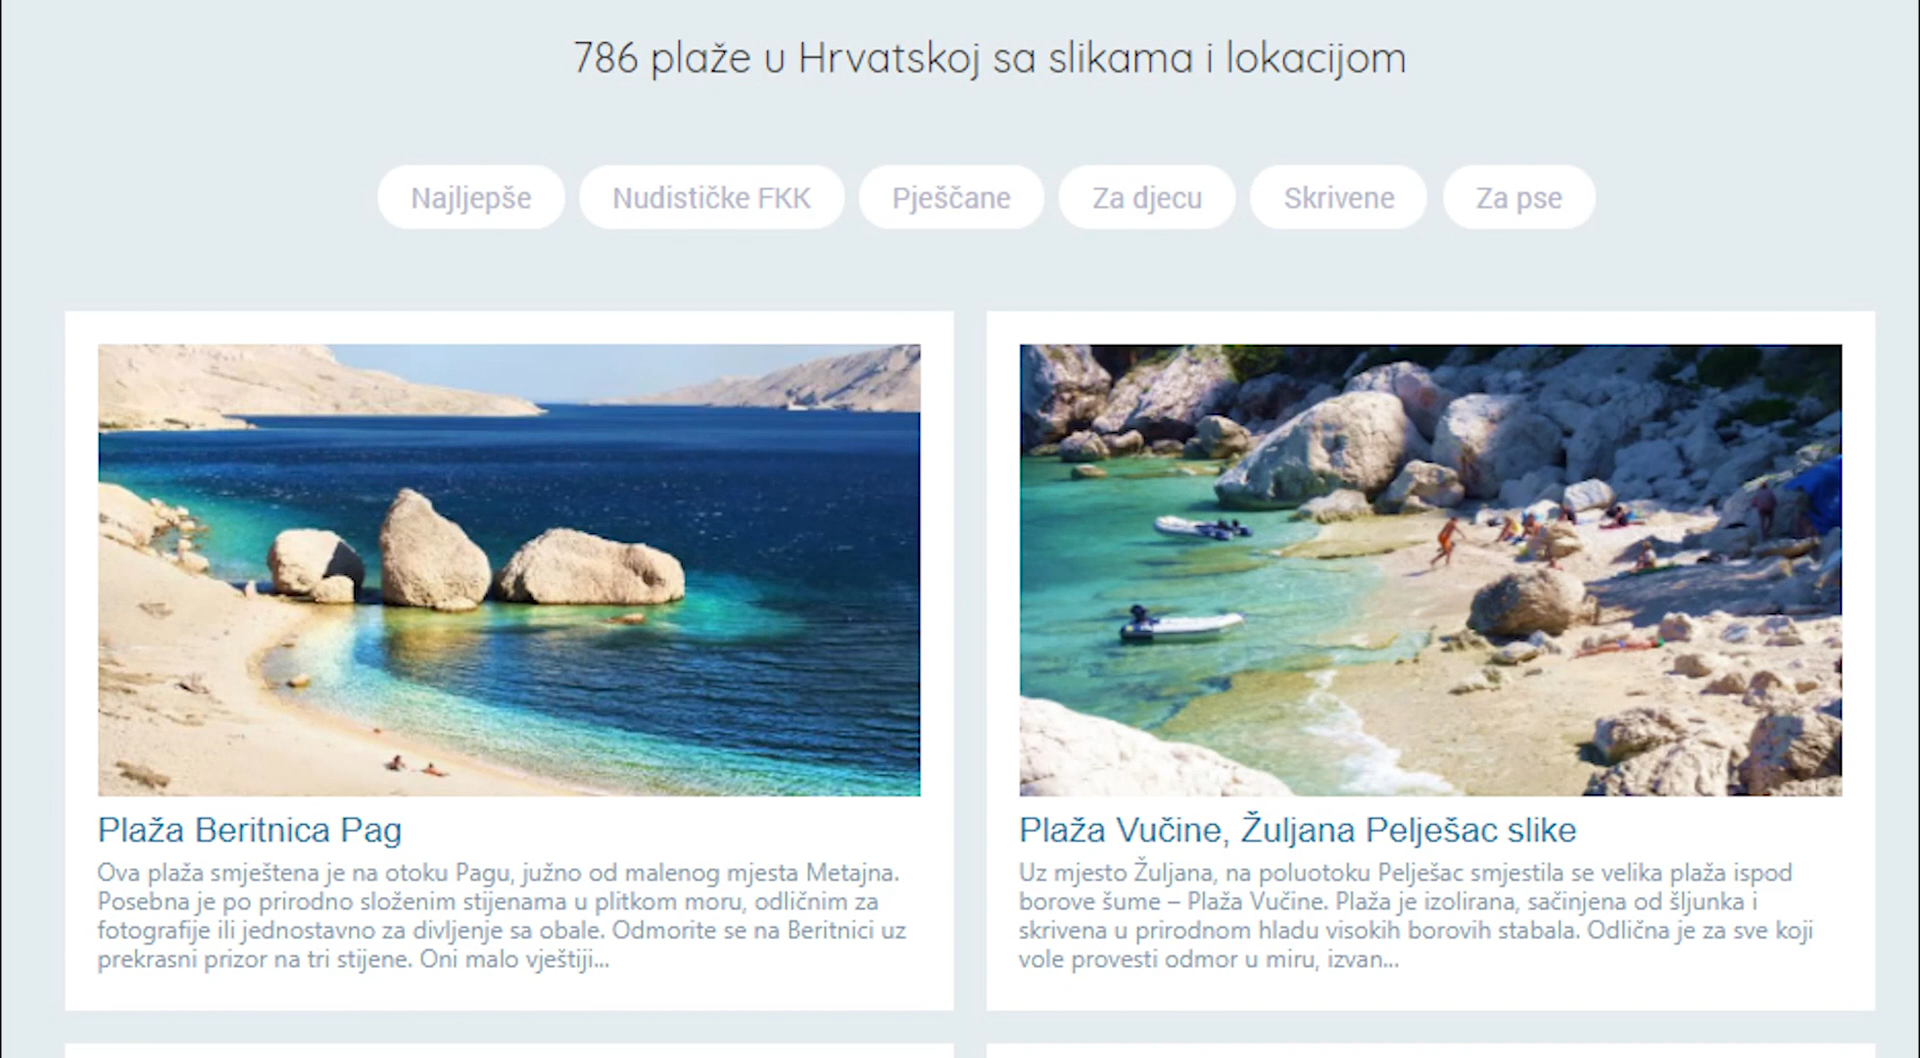 786 plaže u Hrvatskoj sa slikama i lokacijom
Najljepše
Nudističke FKK
Pješčane
Za djecu
Skrivene
Za pse
Plaža Beritnica Pag
Ova plaža smještena je na otoku Pagu, južno od malenog mjesta Metajna.
Posebna je po prirodno složenim stijenama u plitkom moru, odličnim za
fotografije ili jednostavno za divljenje sa obale. Odmorite se na Beritnici uz
prekrasni prizor na tri stijene. Oni malo vještiji...
Plaža Vučine, Žuljana Pelješac slike
Uz mjesto Žuljana, na poluotoku Pelješac smjestila se velika plaža ispod
borove šume – Plaža Vučine. Plaža je izolirana, sačinjena od šljunka i
skrivena u prirodnom hladu visokih borovih stabala. Odlična je za sve koji
vole provesti odmor u miru, izvan...